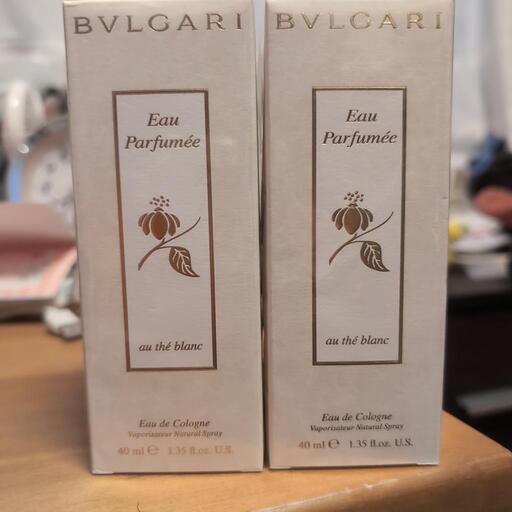 BVLGARI
Eau
Parfumée
au thé blanc
Eau de Cologne
Vaporisateur Natural Spray
40 ml ℮ 1.35 fl.oz. U.S.
BVLGARI
Eau
Parfumée
au thé blanc
Eau de Cologne
Vaporisateur Natural Spray
40 ml ℮ 1.35 fl.oz. U.S.